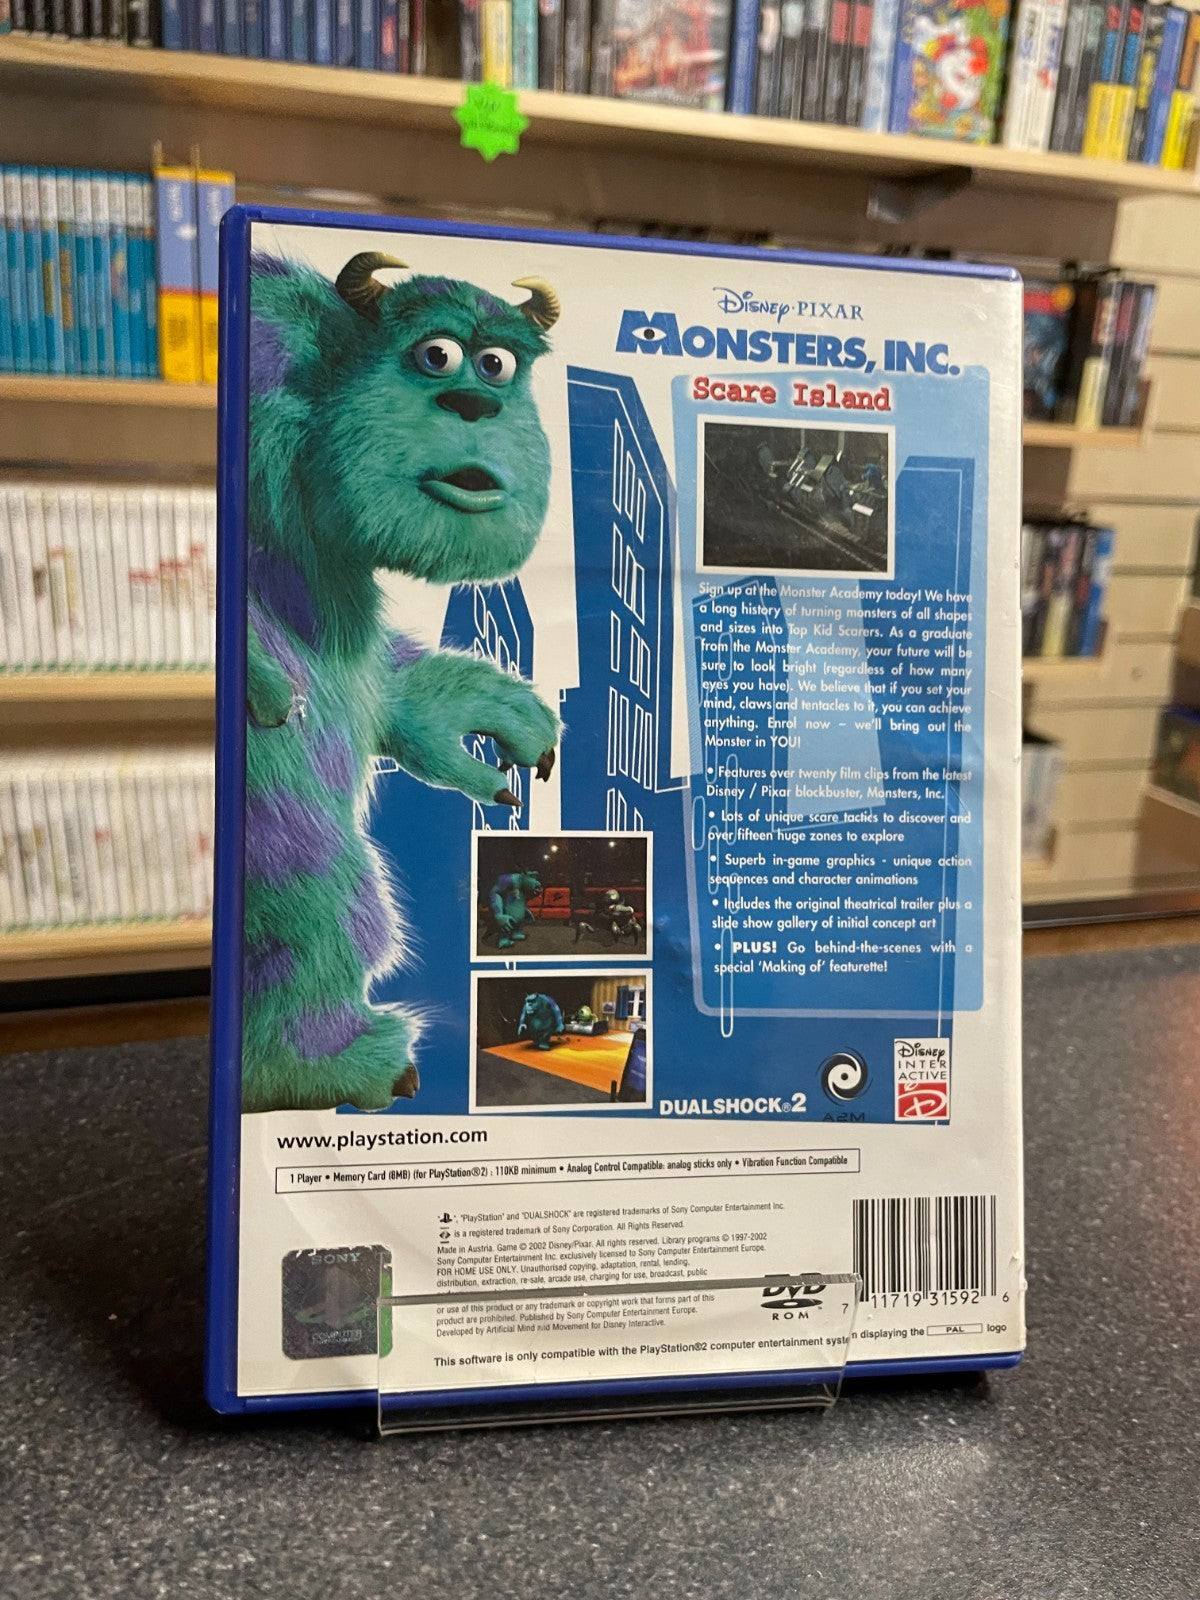 Disney·PIXAR
MONSTERS, INC.
Scare Island
Sign up at the Monster Academy today! We have
a long history of turning monsters of all shapes
and sizes into Top Kid Scarers. As a graduate
from the Monster Academy, your future will be
sure to look bright (regardless of how many
eyes you have). We believe that if you set your
mind, claws and tentacles to it, you can achieve
anything. Enrol now – we'll bring out the
Monster in YOU!
• Features over twenty film clips from the latest
Disney / Pixar blockbuster, Monsters, Inc.
• Lots of unique scare tactics to discover and
over fifteen huge zones to explore
• Superb in-game graphics - unique action
sequences and character animations
• Includes the original theatrical trailer plus a
slide show gallery of initial concept art
• PLUS! Go behind-the-scenes with a
special 'Making of' featurette!
A2M
Disney
INTER
ACTIVE
DUALSHOCK®2
www.playstation.com
1 Player • Memory Card (8MB) (for PlayStation®2) : 110KB minimum • Analog Control Compatible: analog sticks only • Vibration Function Compatible
", "PlayStation" and "DUALSHOCK" are registered trademarks of Sony Computer Entertainment Inc.
is a registered trademark of Sony Corporation. All Rights Reserved.
Made in Austria. Game © 2002 Disney/Pixar. All rights reserved. Library programs © 1997-2002
Sony Computer Entertainment Inc. exclusively licensed to Sony Computer Entertainment Europe.
FOR HOME USE ONLY. Unauthorised copying, adaptation, rental, lending,
distribution, extraction, re-sale, arcade use, charging for use, broadcast, public
or use of this product or any trademark or copyright work that forms part of this
product are prohibited. Published by Sony Computer Entertainment Europe.
Developed by Artificial Mind and Movement for Disney Interactive.
SONY
COMPUTER
DVD
ROM
7 11719 31592 6
This software is only compatible with the PlayStation®2 computer entertainment syste n displaying the PAL logo